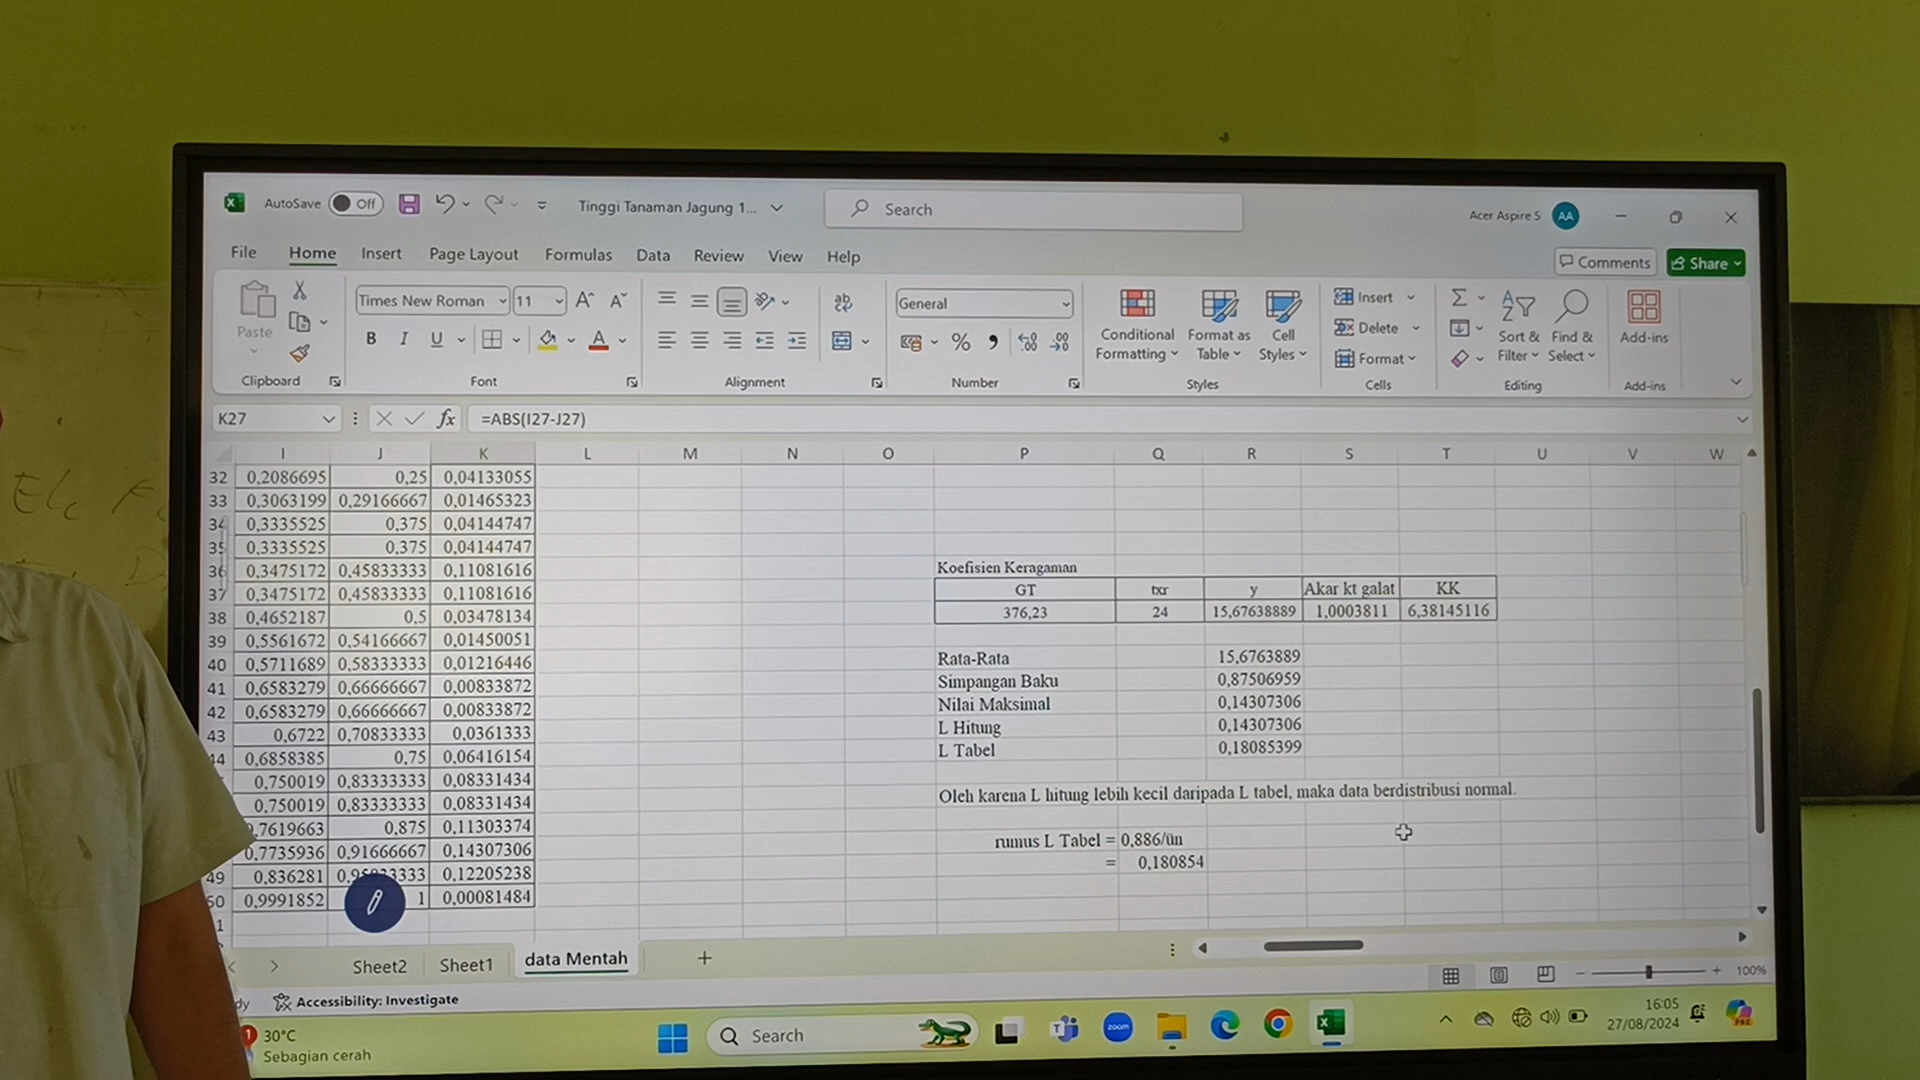 AutoSave Off Tinggi Tanaman Jagung 1... Search Acer Aspire 5 AA
File Home Insert Page Layout Formulas Data Review View Help Comments Share
Paste Times New Roman 11 General Conditional Formatting Format as Table Cell Styles Insert Delete Format Sort & Filter Find & Select Add-ins
B I U
Clipboard Font Alignment Number Styles Cells Editing Add-ins
K27 fx =ABS(I27-J27)
I J K L M N O P Q R S T U V W
32 0,2086695 0,25 0,04133055
33 0,3063199 0,29166667 0,01465323
34 0,3335525 0,375 0,04144747
35 0,3335525 0,375 0,04144747
36 0,3475172 0,45833333 0,11081616
37 0,3475172 0,45833333 0,11081616
38 0,4652187 0,5 0,03478134
39 0,5561672 0,54166667 0,01450051
40 0,5711689 0,58333333 0,01216446
41 0,6583279 0,66666667 0,00833872
42 0,6583279 0,66666667 0,00833872
43 0,6722 0,70833333 0,0361333
44 0,6858385 0,75 0,06416154
0,750019 0,83333333 0,08331434
0,750019 0,83333333 0,08331434
0,7619663 0,875 0,11303374
0,7735936 0,91666667 0,14307306
49 0,836281 0,12205238
50 0,9991852 1 0,00081484
Koefisien Keragaman
GT txr y Akar kt galat KK
376,23 24 15,67638889 1,0003811 6,38145116
Rata-Rata 15,6763889
Simpangan Baku 0,87506959
Nilai Maksimal 0,14307306
L Hitung 0,14307306
L Tabel 0,18085399
Oleh karena L hitung lebih kecil daripada L tabel, maka data berdistribusi normal.
rumus L Tabel = 0,886/ün
= 0,180854
Sheet2 Sheet1 data Mentah +
Accessibility: Investigate 100%
1 30°C
Sebagian cerah
Search zoom
16:05
27/08/2024
PRE